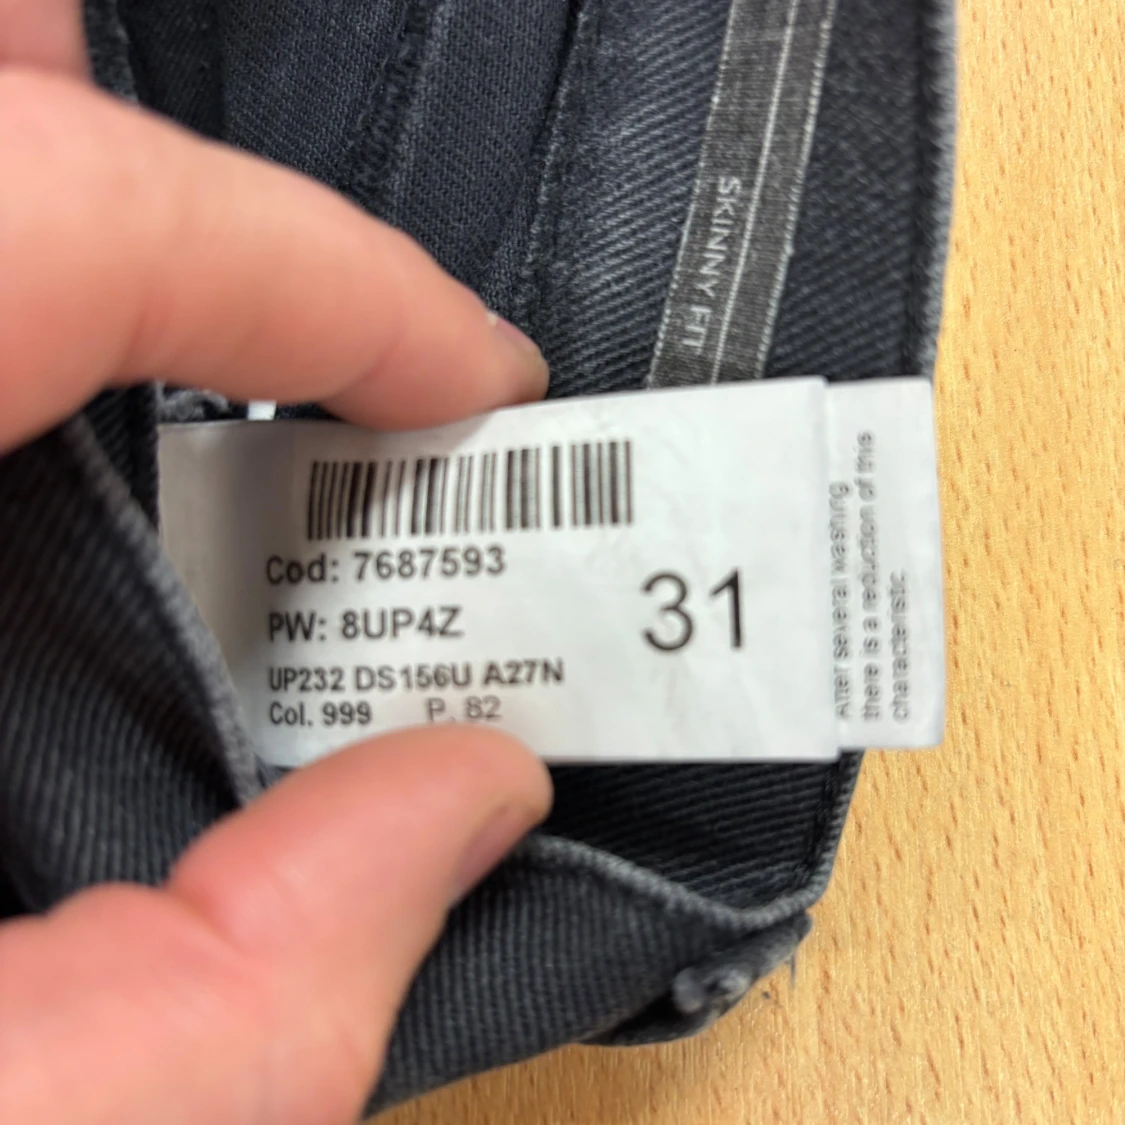 SKINNY FIT
Cod: 7687593
PW: 8UP4Z
UP232 DS156U A27N
Col. 999 P. 82
31
After several washing
there is a reduction of this
characteristic